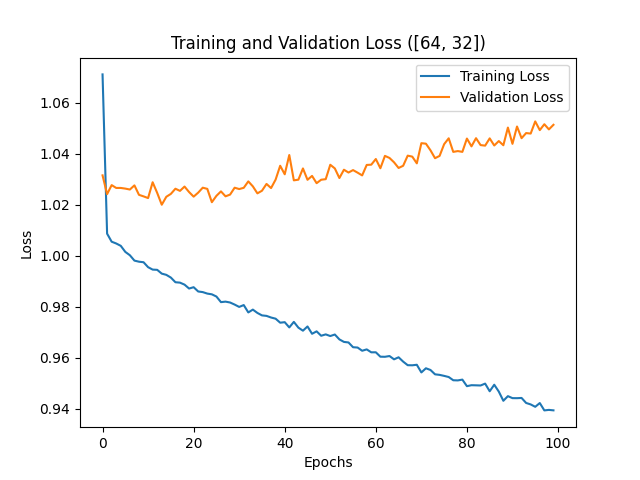 Training and Validation Loss ([64, 32])
Training Loss
Validation Loss
1.06
1.04
1.02
1.00
0.98
0.96
0.94
Loss
0 20 40 60 80 100
Epochs